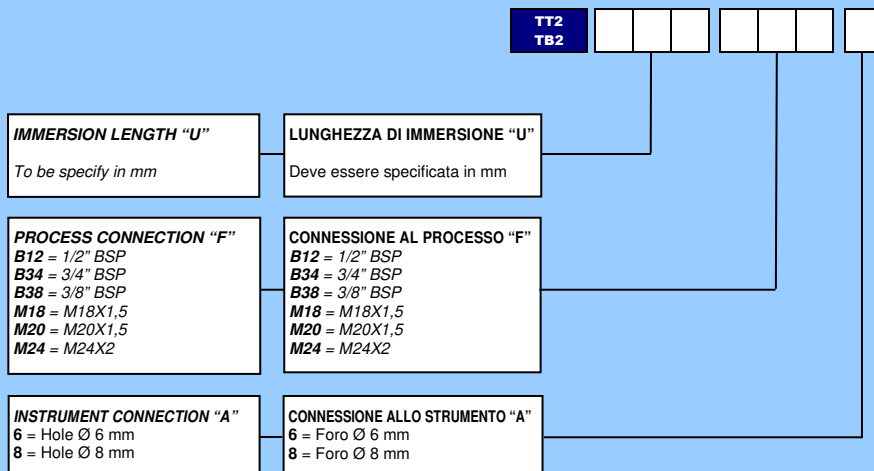 TT2
TB2
IMMERSION LENGTH “U”
To be specify in mm
LUNGHEZZA DI IMMERSIONE “U”
Deve essere specificata in mm
PROCESS CONNECTION “F”
B12 = 1/2” BSP
B34 = 3/4” BSP
B38 = 3/8” BSP
M18 = M18X1,5
M20 = M20X1,5
M24 = M24X2
CONNESSIONE AL PROCESSO “F”
B12 = 1/2” BSP
B34 = 3/4” BSP
B38 = 3/8” BSP
M18 = M18X1,5
M20 = M20X1,5
M24 = M24X2
INSTRUMENT CONNECTION “A”
6 = Hole Ø 6 mm
8 = Hole Ø 8 mm
CONNESSIONE ALLO STRUMENTO “A”
6 = Foro Ø 6 mm
8 = Foro Ø 8 mm